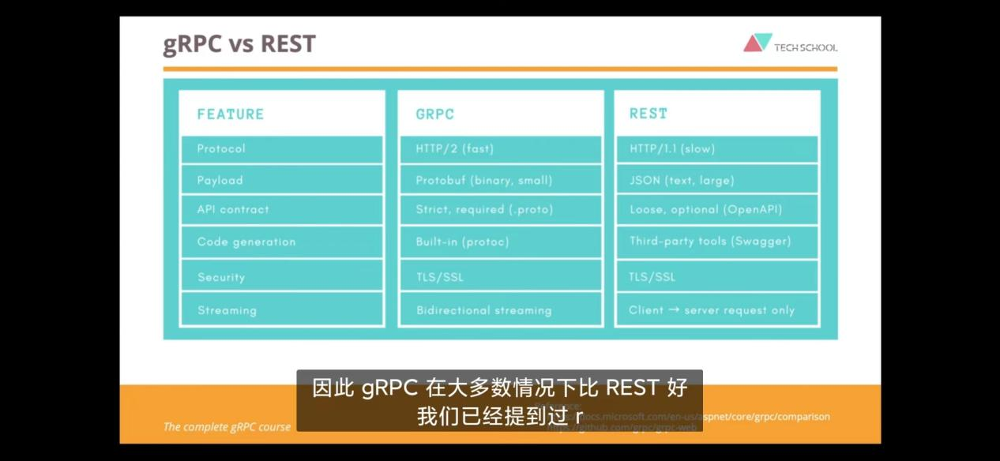 gRPC vs REST
TECH SCHOOL
FEATURE
GRPC
REST
Protocol
HTTP/2 (fast)
HTTP/1.1 (slow)
Payload
Protobuf (binary, small)
JSON (text, large)
API contract
Strict, required (.proto)
Loose, optional (OpenAPI)
Code generation
Built-in (protoc)
Third-party tools (Swagger)
Security
TLS/SSL
TLS/SSL
Streaming
Bidirectional streaming
Client → server request only
因此 gRPC 在大多数情况下比 REST 好
我们已经提到过 r
Reference:
docs.microsoft.com/en-us/aspnet/core/grpc/comparison
The complete gRPC course
https://github.com/grpc/grpc-web